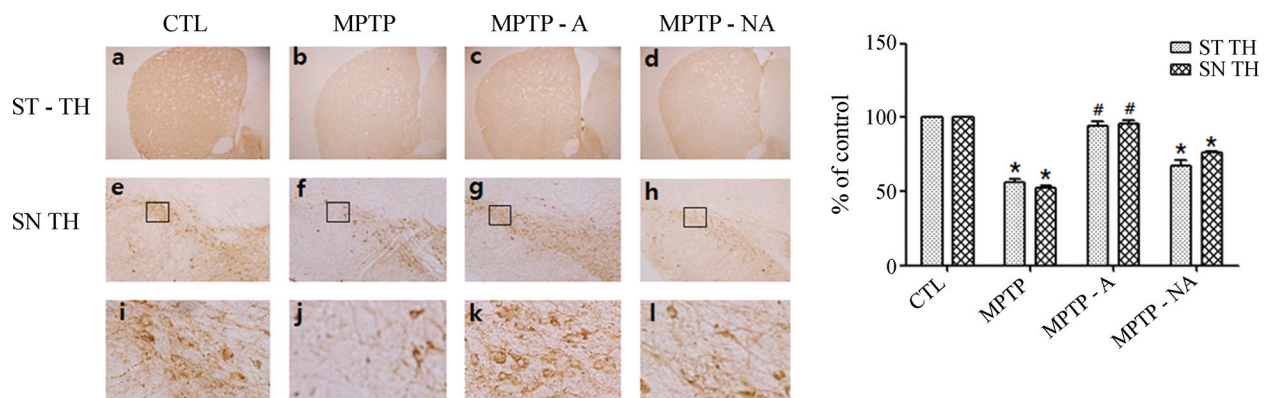 CTL MPTP MPTP - A MPTP - NA
ST - TH
a b c d
SN TH
e f g h
i j k l
% of control
150
100
50
0
ST TH
SN TH
* * # # * *
CTL MPTP MPTP - A MPTP - NA